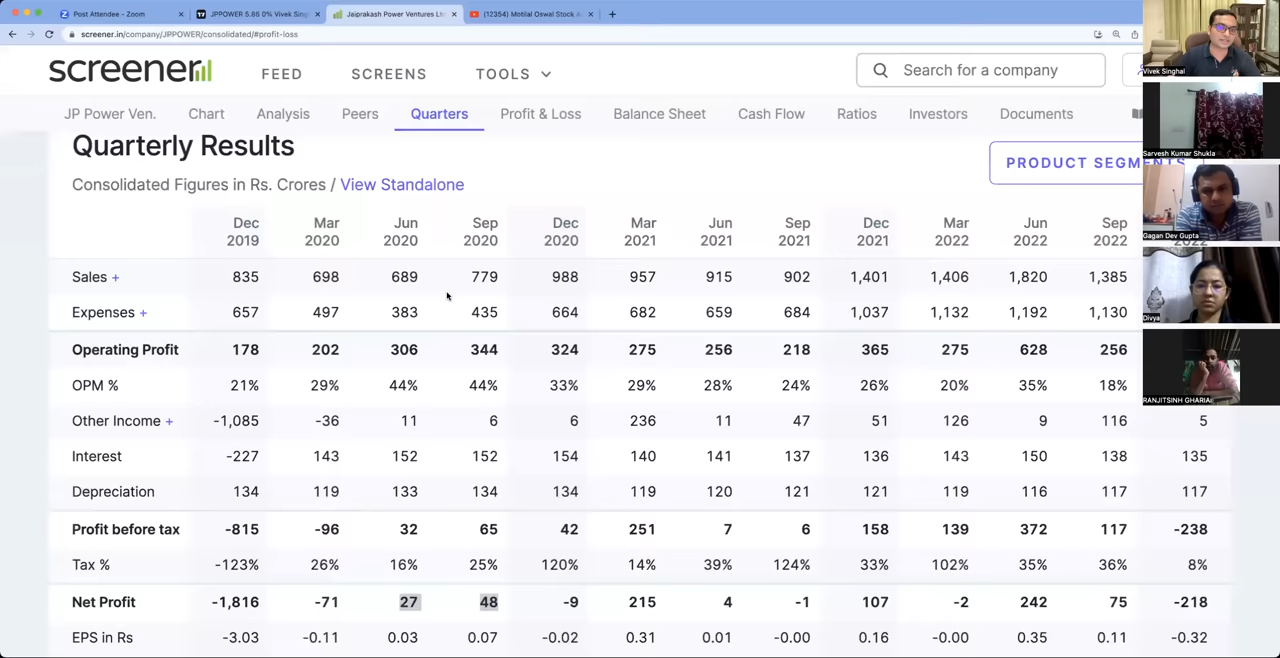 Post Attendee - Zoom
JPPOWER 5.85 0% Vivek Sing
Jaiprakash Power Ventures Ltd
(12354) Motilal Oswal Stock A
screener.in/company/JPPOWER/consolidated/#profit-loss
screener
FEED
SCREENS
TOOLS
Search for a company
JP Power Ven. Chart Analysis Peers Quarters Profit & Loss Balance Sheet Cash Flow Ratios Investors Documents
Quarterly Results
Consolidated Figures in Rs. Crores / View Standalone
PRODUCT SEGMENTS
Dec 2019 Mar 2020 Jun 2020 Sep 2020 Dec 2020 Mar 2021 Jun 2021 Sep 2021 Dec 2021 Mar 2022 Jun 2022 Sep 2022 2022
Sales + 835 698 689 779 988 957 915 902 1,401 1,406 1,820 1,385
Expenses + 657 497 383 435 664 682 659 684 1,037 1,132 1,192 1,130
Operating Profit 178 202 306 344 324 275 256 218 365 275 628 256
OPM % 21% 29% 44% 44% 33% 29% 28% 24% 26% 20% 35% 18%
Other Income + -1,085 -36 11 6 6 236 11 47 51 126 9 116 5
Interest -227 143 152 152 154 140 141 137 136 143 150 138 135
Depreciation 134 119 133 134 134 119 120 121 121 119 116 117 117
Profit before tax -815 -96 32 65 42 251 7 6 158 139 372 117 -238
Tax % -123% 26% 16% 25% 120% 14% 39% 124% 33% 102% 35% 36% 8%
Net Profit -1,816 -71 27 48 -9 215 4 -1 107 -2 242 75 -218
EPS in Rs -3.03 -0.11 0.03 0.07 -0.02 0.31 0.01 -0.00 0.16 -0.00 0.35 0.11 -0.32
Vivek Singhal
Sarvesh Kumar Shukla
Gagan Dev Gupta
Divya
RANJITSINH GHARIA